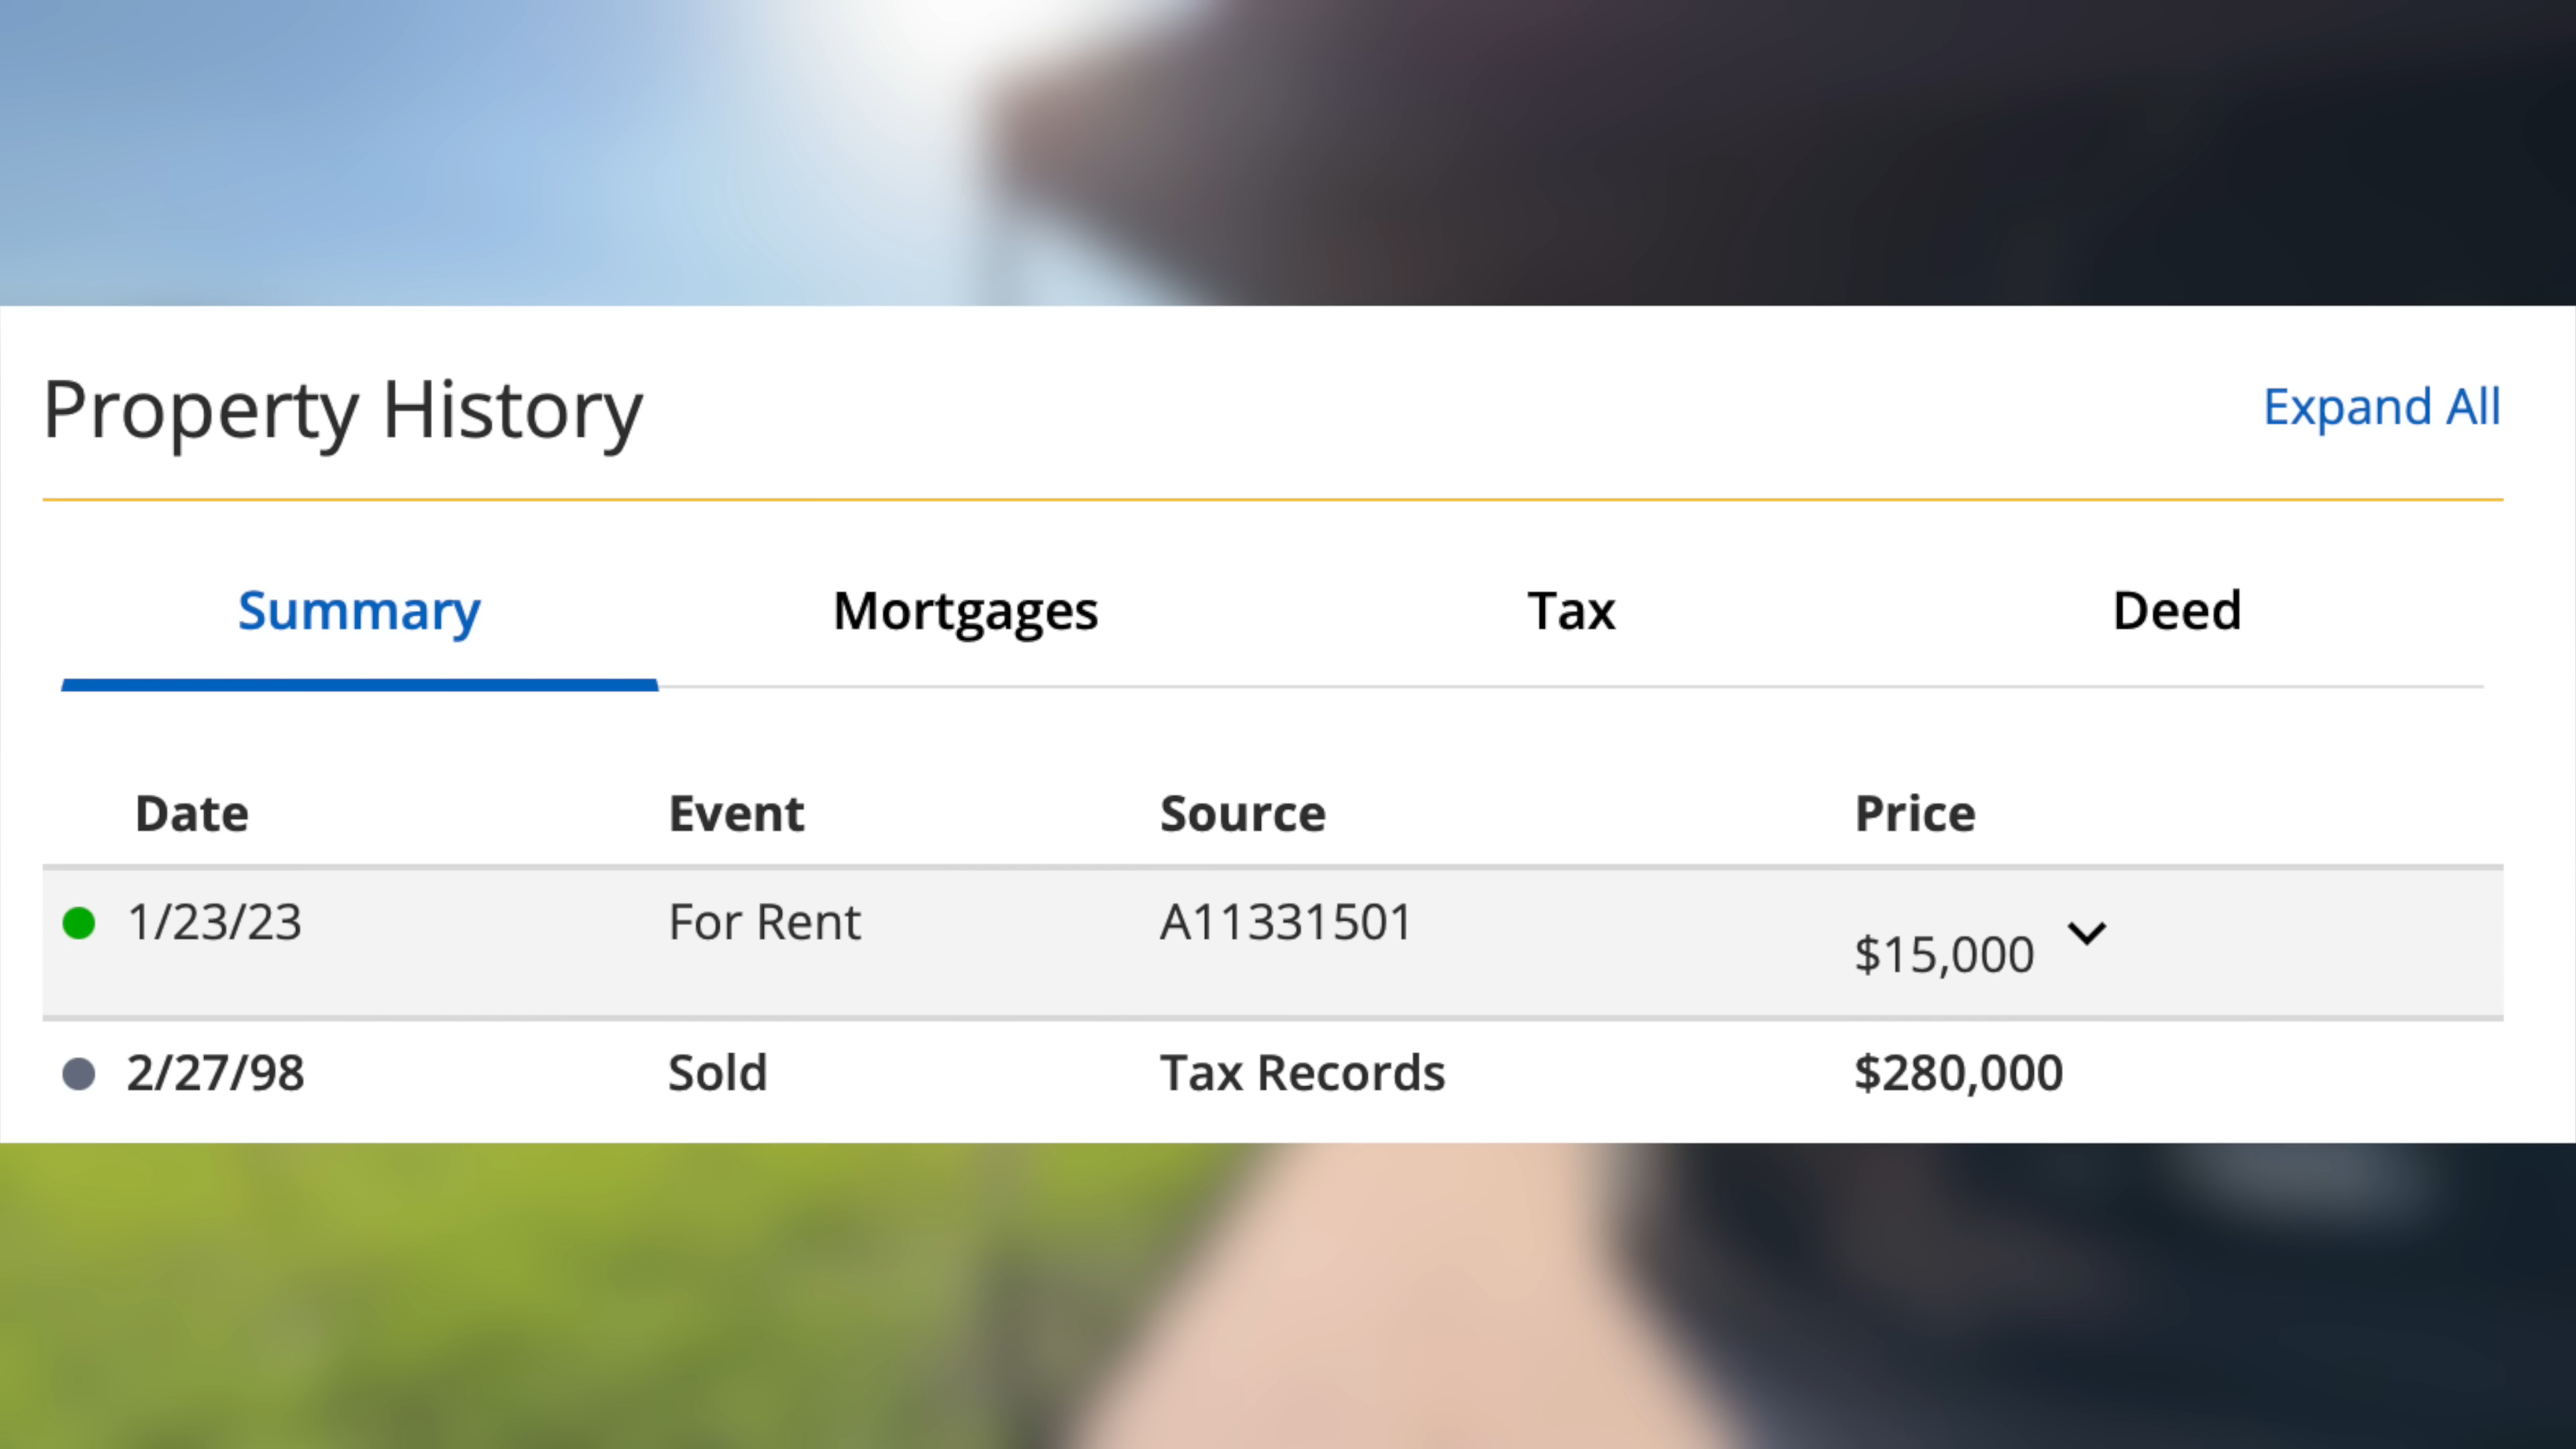 Property History Expand All
Summary Mortgages Tax Deed
Date Event Source Price
1/23/23 For Rent A11331501 $15,000
2/27/98 Sold Tax Records $280,000